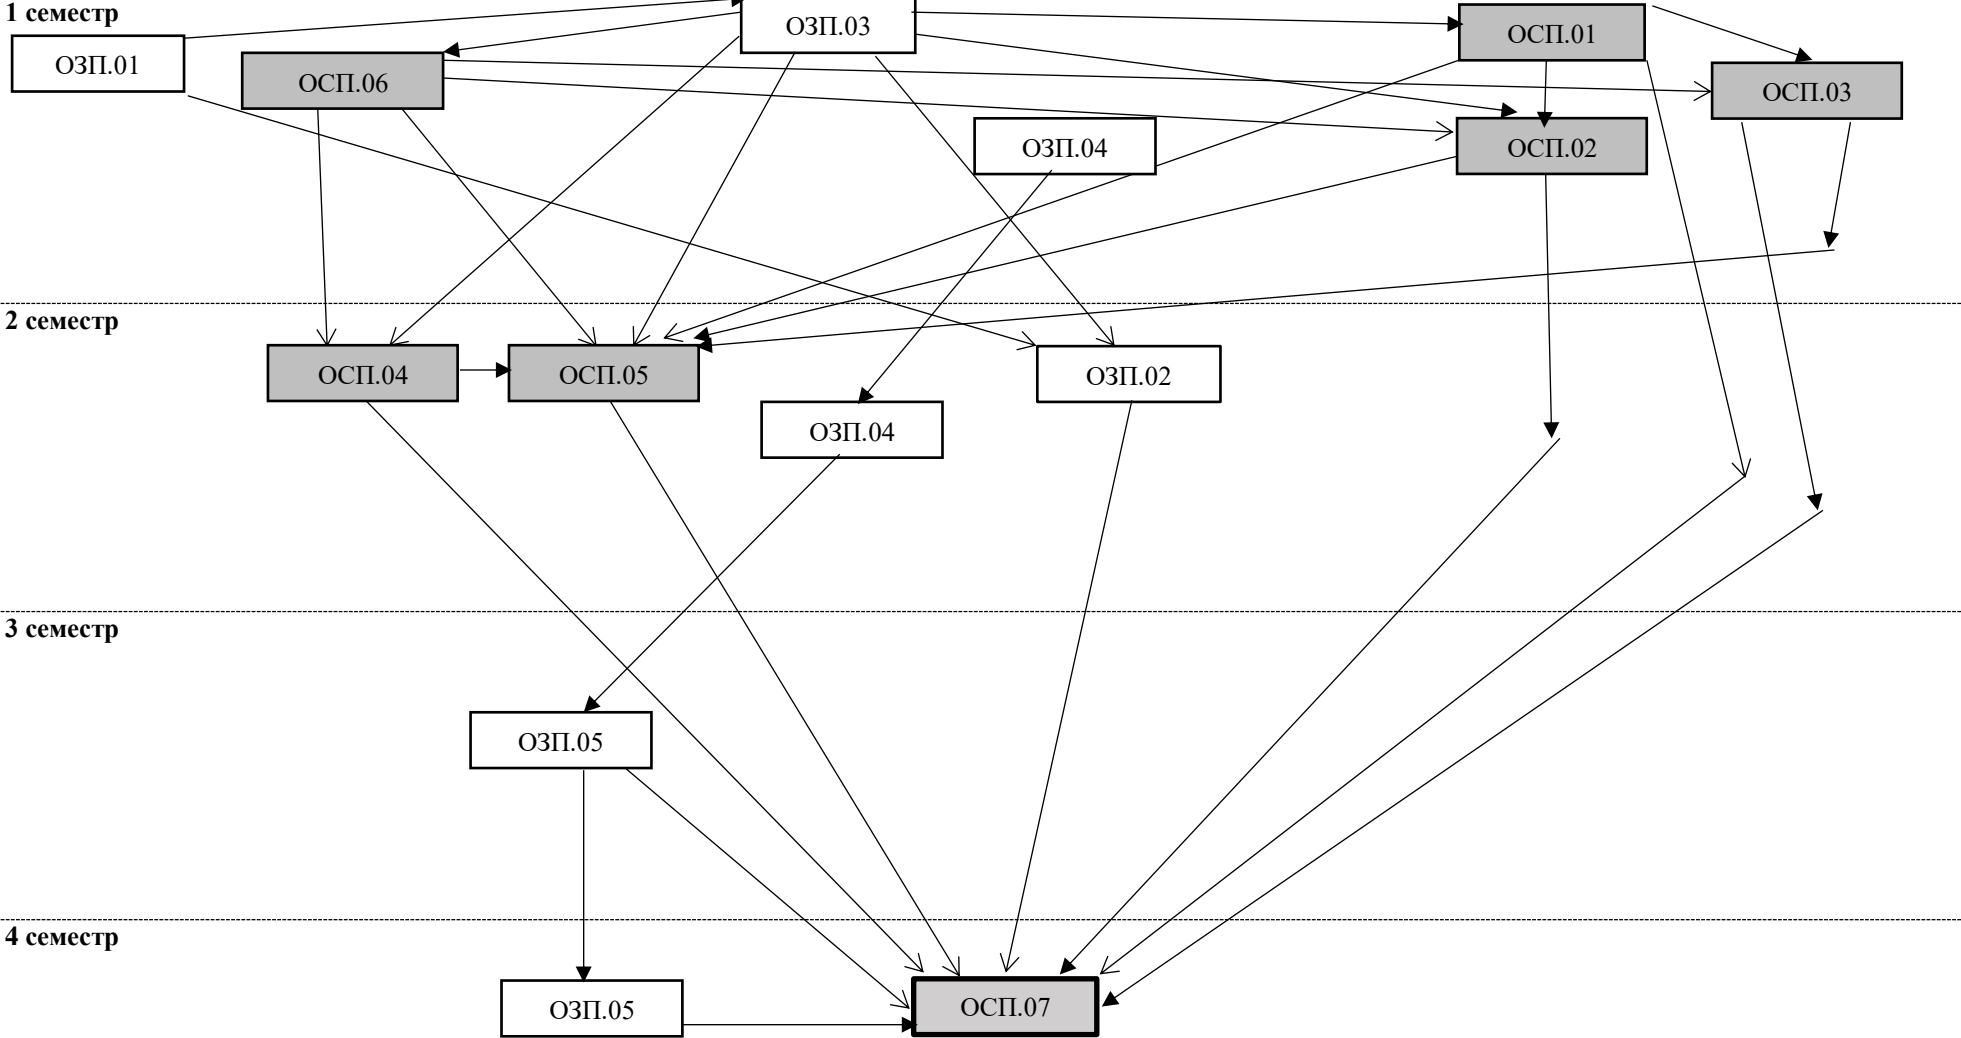 1 семестр
ОЗП.03
ОСП.01
ОЗП.01
ОСП.06
ОСП.03
ОЗП.04
ОСП.02
2 семестр
ОСП.04
ОСП.05
ОЗП.02
ОЗП.04
3 семестр
ОЗП.05
4 семестр
ОЗП.05
ОСП.07